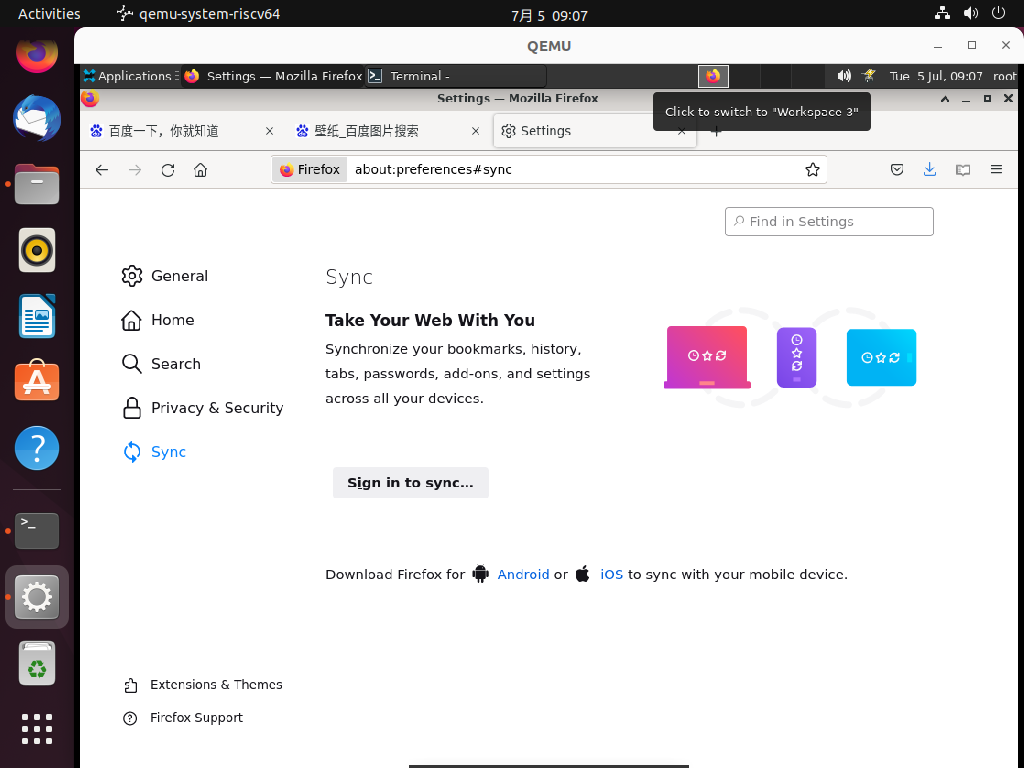 Activities qemu-system-riscv64 7月 5 09:07
QEMU
Applications Settings — Mozilla Firefox Terminal - Tue 5 Jul, 09:07 root
Settings — Mozilla Firefox
Click to switch to "Workspace 3"
百度一下，你就知道 壁纸_百度图片搜索 Settings
Firefox about:preferences#sync
Find in Settings
General
Home
Search
Privacy & Security
Sync
Sync
Take Your Web With You
Synchronize your bookmarks, history,
tabs, passwords, add-ons, and settings
across all your devices.
Sign in to sync...
Download Firefox for Android or iOS to sync with your mobile device.
Extensions & Themes
Firefox Support